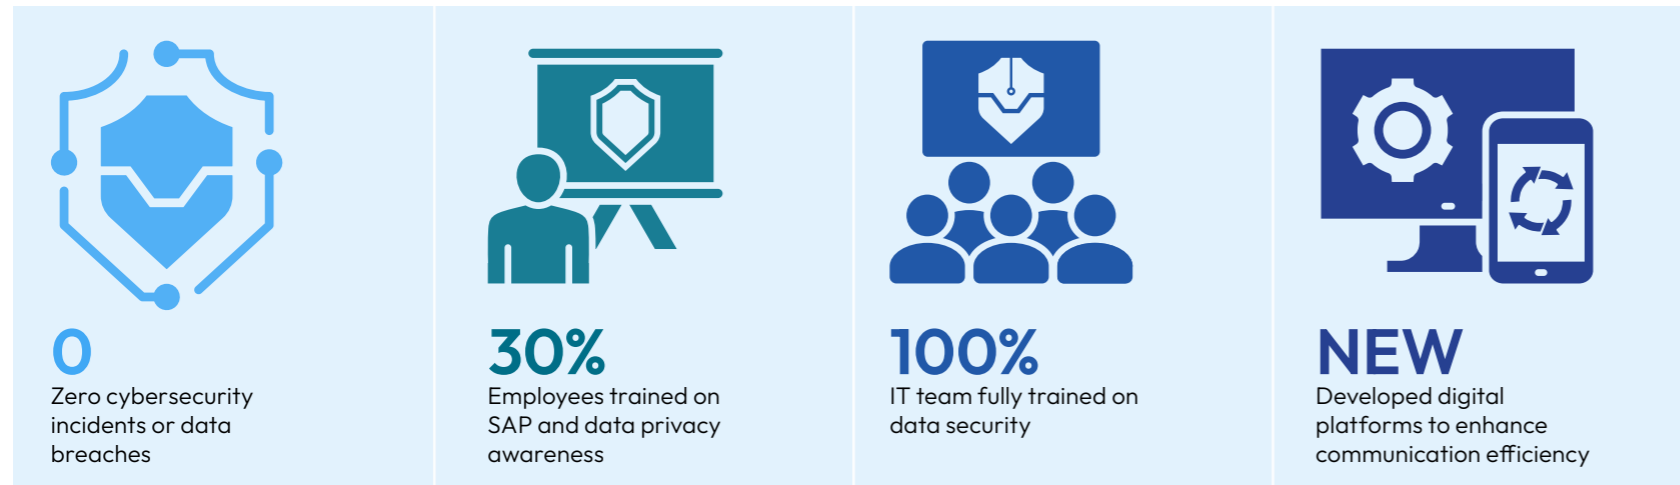 0
Zero cybersecurity
incidents or data
breaches
30%
Employees trained on
SAP and data privacy
awareness
100%
IT team fully trained on
data security
NEW
Developed digital
platforms to enhance
communication efficiency